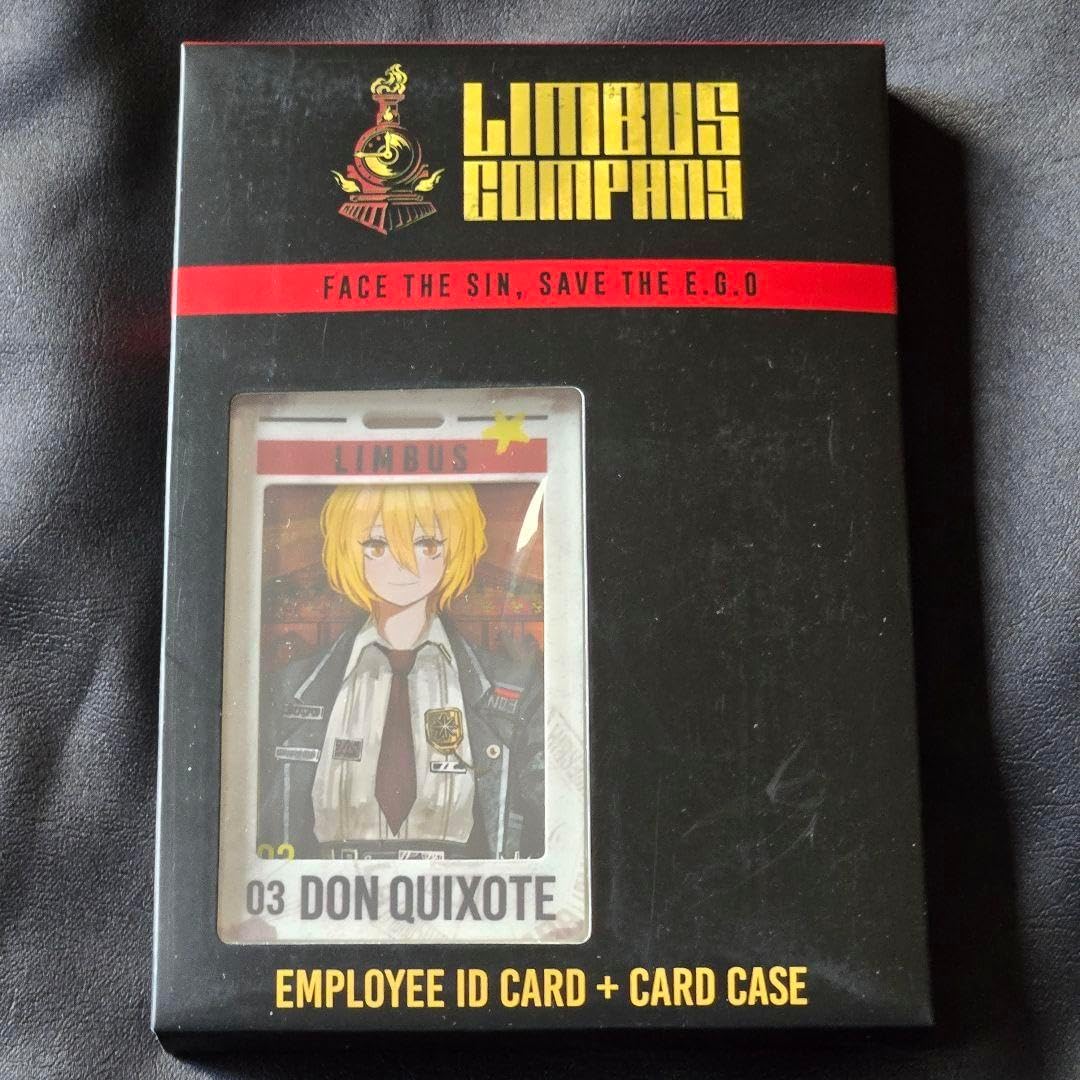 LIMBUS
COMPANY
FACE THE SIN, SAVE THE E.G.O
LIMBUS
03 DON QUIXOTE
EMPLOYEE ID CARD + CARD CASE